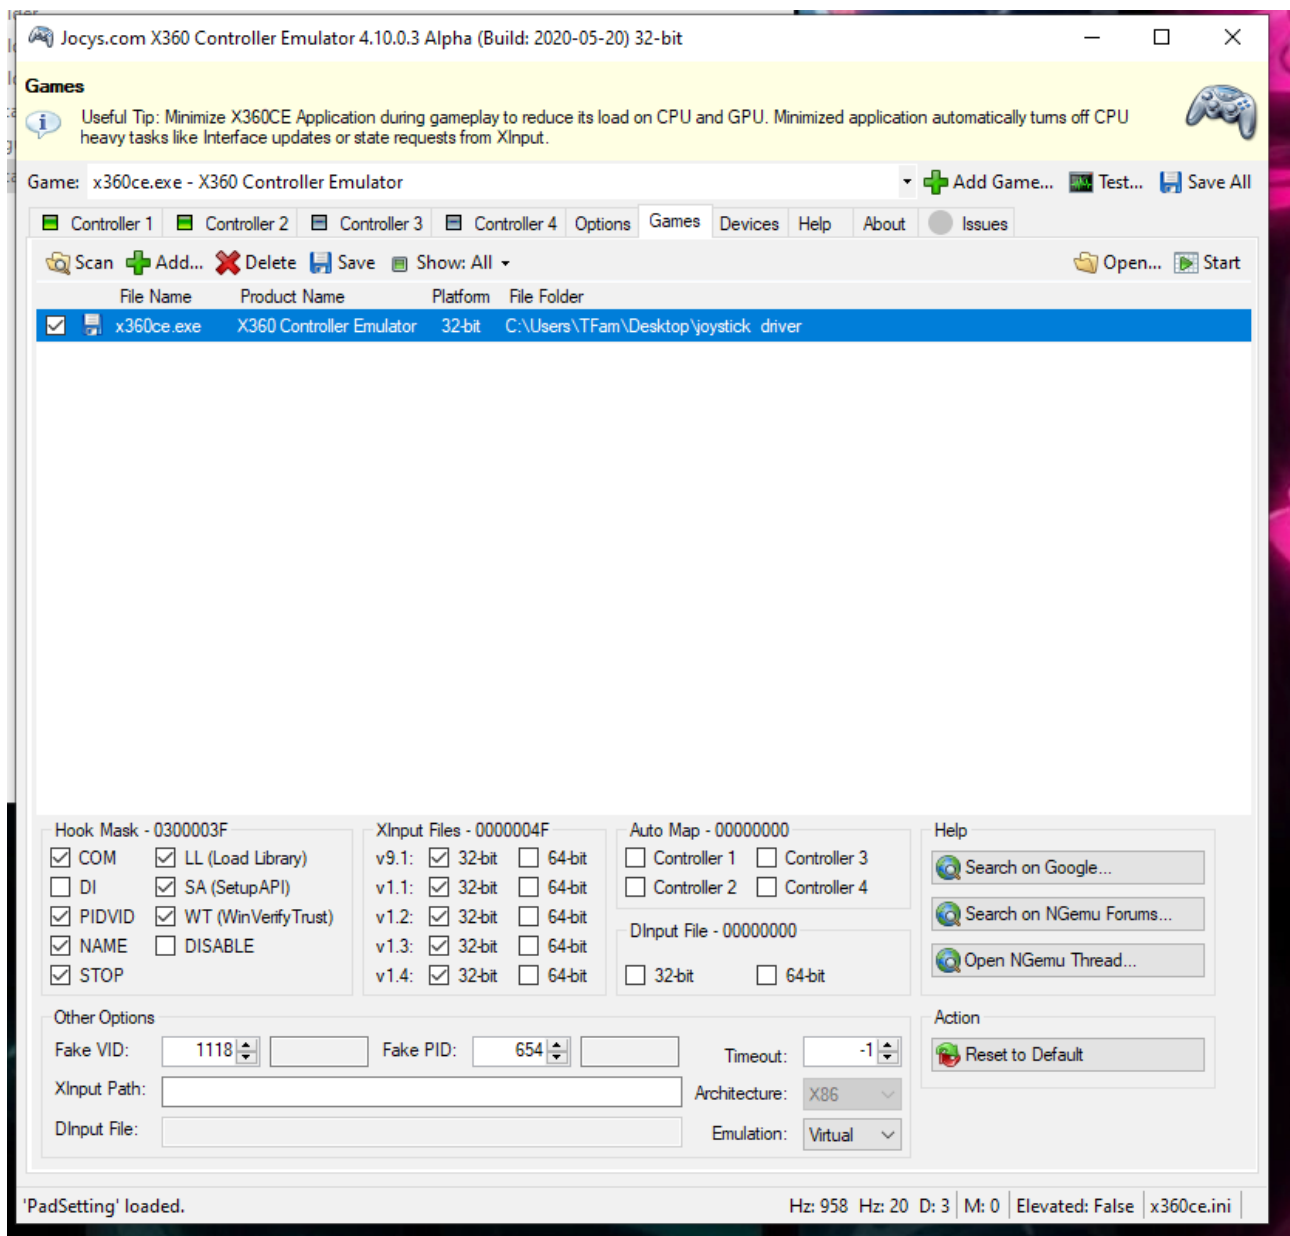 Jocys.com X360 Controller Emulator 4.10.0.3 Alpha (Build: 2020-05-20) 32-bit
Games
Useful Tip: Minimize X360CE Application during gameplay to reduce its load on CPU and GPU. Minimized application automatically turns off CPU
heavy tasks like Interface updates or state requests from XInput.
Game: x360ce.exe - X360 Controller Emulator Add Game... Test... Save All
Controller 1 Controller 2 Controller 3 Controller 4 Options Games Devices Help About Issues
Scan Add... Delete Save Show: All Open... Start
File Name Product Name Platform File Folder
x360ce.exe X360 Controller Emulator 32-bit C:\Users\TFam\Desktop\joystick driver
Hook Mask - 0300003F XInput Files - 0000004F Auto Map - 00000000 Help
COM LL (Load Library) v9.1: 32-bit 64-bit Controller 1 Controller 3 Search on Google...
DI SA (SetupAPI) v1.1: 32-bit 64-bit Controller 2 Controller 4
PIDVID WT (WinVerifyTrust) v1.2: 32-bit 64-bit Search on NGemu Forums...
DInput File - 00000000
NAME DISABLE v1.3: 32-bit 64-bit Open NGemu Thread...
STOP v1.4: 32-bit 64-bit 32-bit 64-bit
Other Options Action
Fake VID: 1118 Fake PID: 654 Timeout: -1 Reset to Default
XInput Path: Architecture: X86
DInput File: Emulation: Virtual
'PadSetting' loaded. Hz: 958 Hz: 20 D: 3 M: 0 Elevated: False x360ce.ini